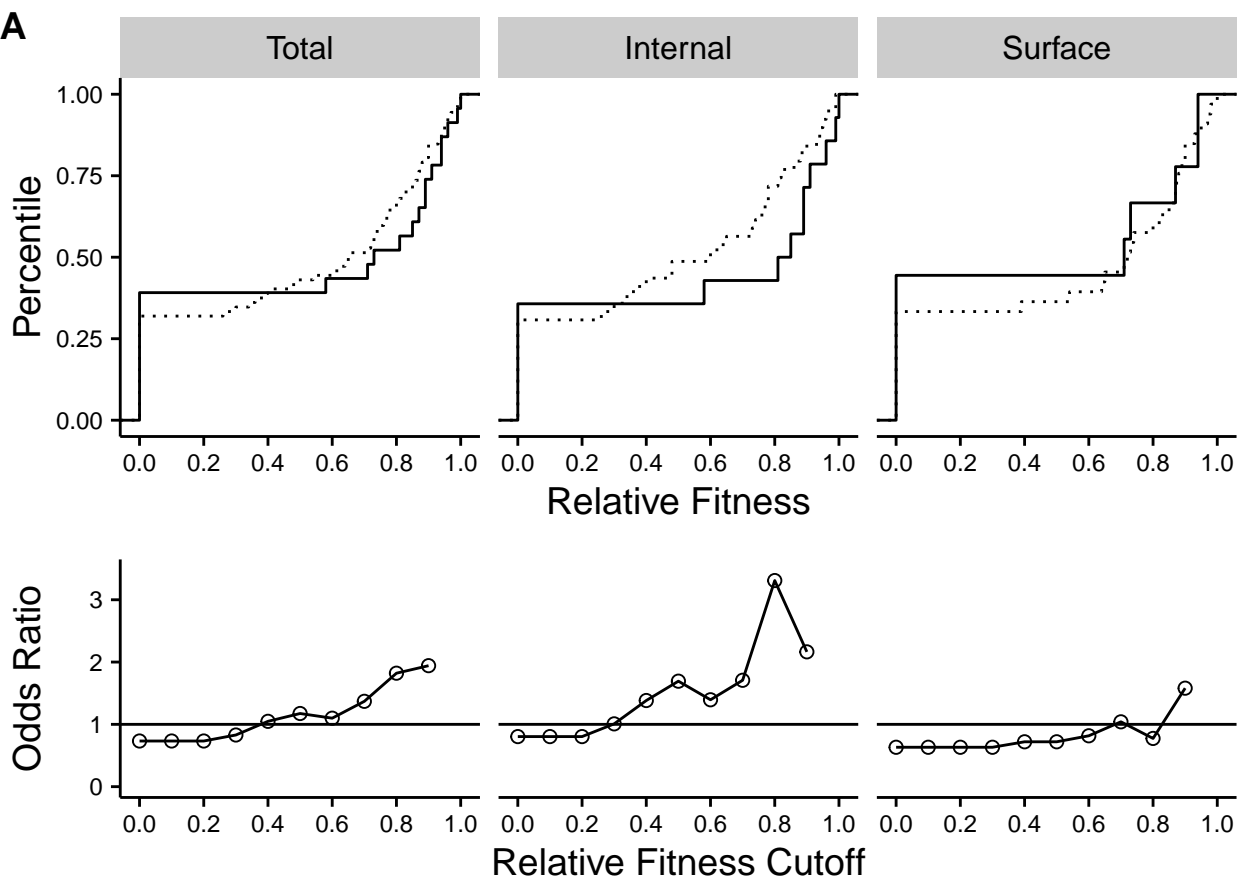 A
Total Internal Surface
1.00
0.75
0.50
0.25
0.00
Percentile
0.0 0.2 0.4 0.6 0.8 1.0 0.0 0.2 0.4 0.6 0.8 1.0 0.0 0.2 0.4 0.6 0.8 1.0
Relative Fitness
3
2
1
0
Odds Ratio
0.0 0.2 0.4 0.6 0.8 1.0 0.0 0.2 0.4 0.6 0.8 1.0 0.0 0.2 0.4 0.6 0.8 1.0
Relative Fitness Cutoff